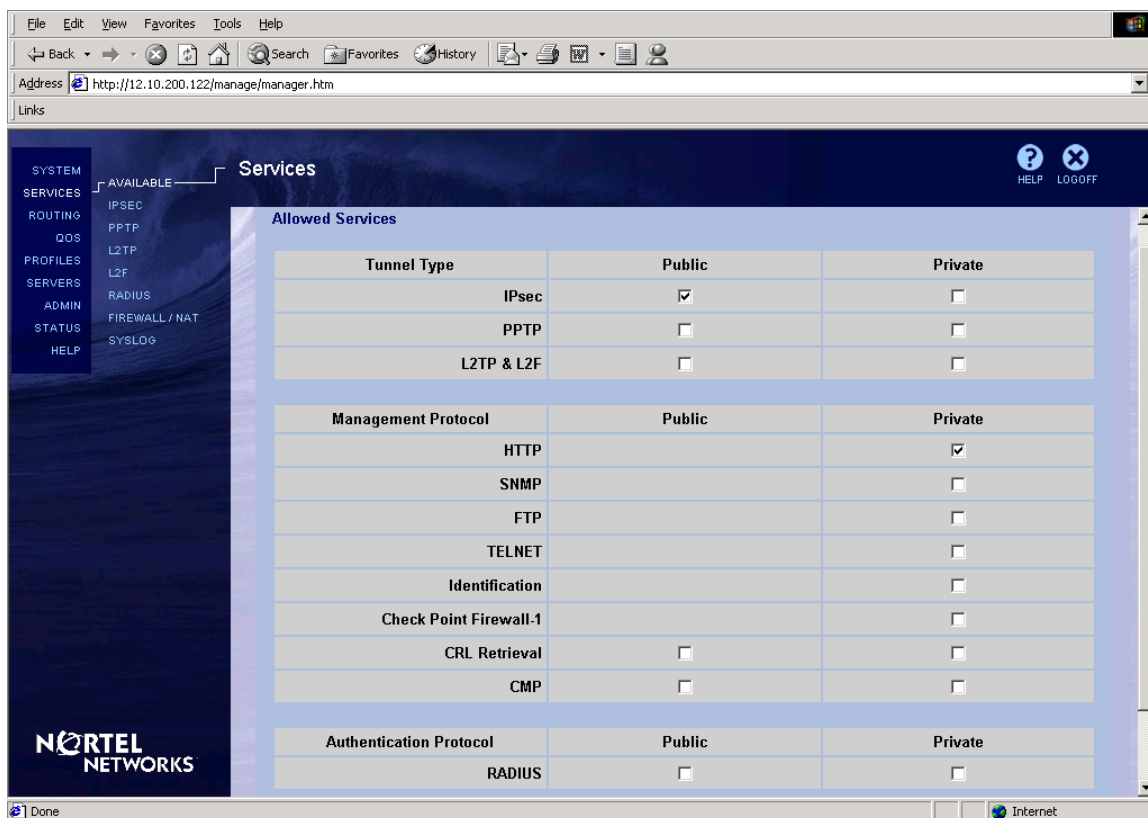 File Edit View Favorites Tools Help
Back Search Favorites History
Address http://12.10.200.122/manage/manager.htm
Links
SYSTEM
SERVICES
ROUTING
QOS
PROFILES
SERVERS
ADMIN
STATUS
HELP
AVAILABLE
IPSEC
PPTP
L2TP
L2F
RADIUS
FIREWALL / NAT
SYSLOG
Services
HELP LOGOFF
Allowed Services
Tunnel Type Public Private
IPsec
PPTP
L2TP & L2F
Management Protocol Public Private
HTTP
SNMP
FTP
TELNET
Identification
Check Point Firewall-1
CRL Retrieval
CMP
Authentication Protocol Public Private
RADIUS
NORTEL
NETWORKS
Done Internet